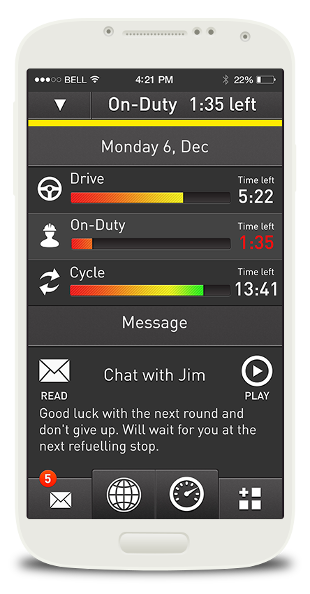 BELL 4:21 PM 22%
On-Duty 1:35 left
Monday 6, Dec
Drive Time left
5:22
On-Duty Time left
1:35
Cycle Time left
13:41
Message
Chat with Jim
READ PLAY
Good luck with the next round and
don't give up. Will wait for you at the
next refuelling stop.
5